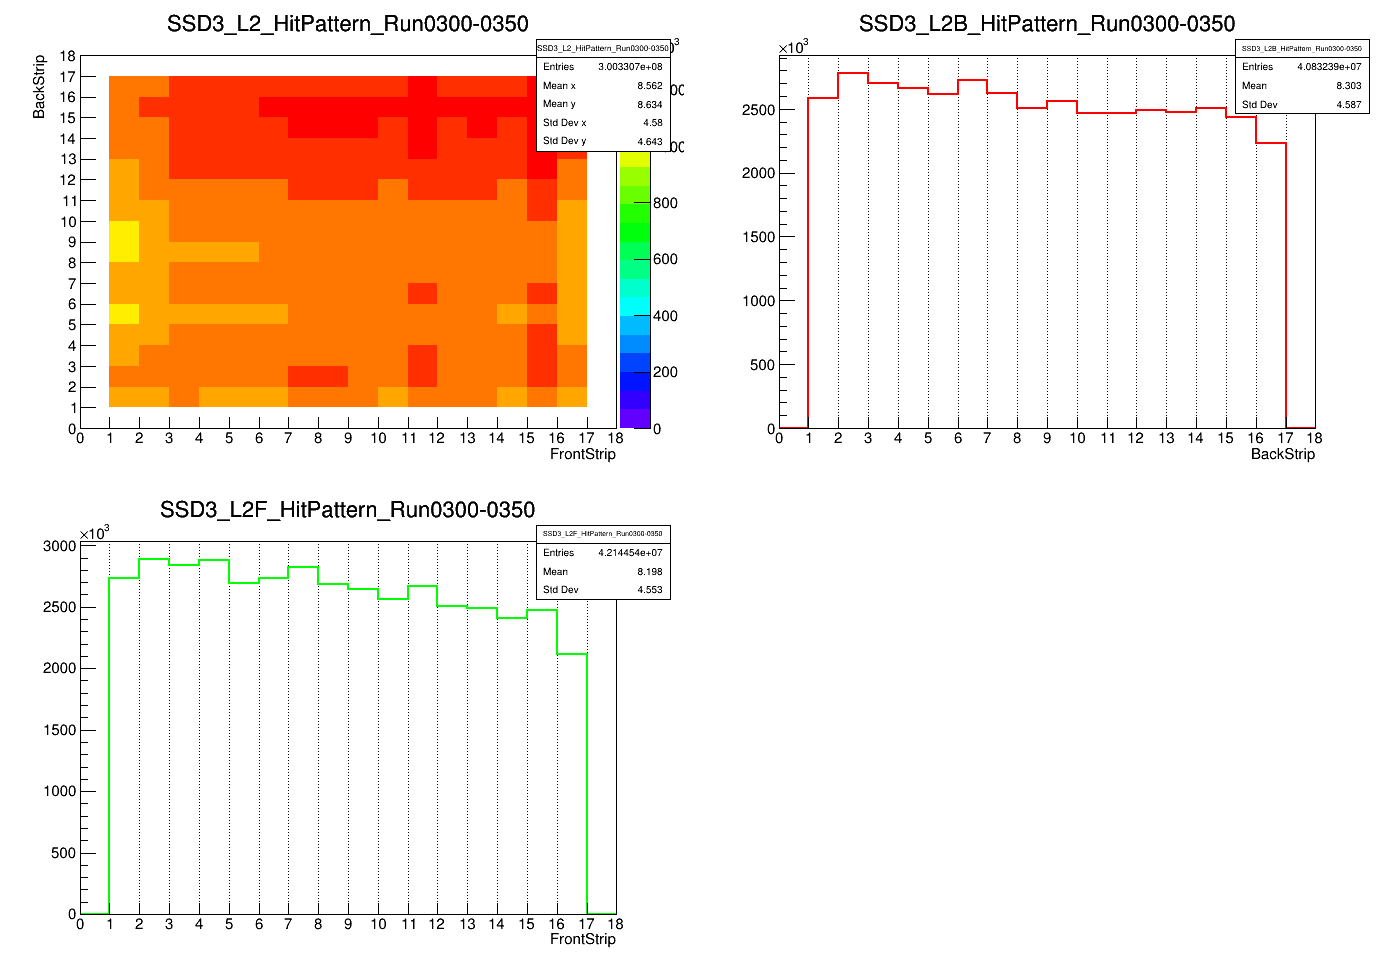 SSD3_L2_HitPattern_Run0300-0350
BackStrip
18
17
16
15
14
13
12
11
10
9
8
7
6
5
4
3
2
1
0
0 1 2 3 4 5 6 7 8 9 10 11 12 13 14 15 16 17 18
FrontStrip
SSD3_L2_HitPattern_Run0300-0350
Entries 3.003307e+08
Mean x 8.562
Mean y 8.634
Std Dev x 4.58
Std Dev y 4.643
800
600
400
200
0
SSD3_L2B_HitPattern_Run0300-0350
×10³
2500
2000
1500
1000
500
0
0 1 2 3 4 5 6 7 8 9 10 11 12 13 14 15 16 17 18
BackStrip
SSD3_L2B_HitPattern_Run0300-0350
Entries 4.083239e+07
Mean 8.303
Std Dev 4.587
SSD3_L2F_HitPattern_Run0300-0350
×10³
3000
2500
2000
1500
1000
500
0
0 1 2 3 4 5 6 7 8 9 10 11 12 13 14 15 16 17 18
FrontStrip
SSD3_L2F_HitPattern_Run0300-0350
Entries 4.214454e+07
Mean 8.198
Std Dev 4.553